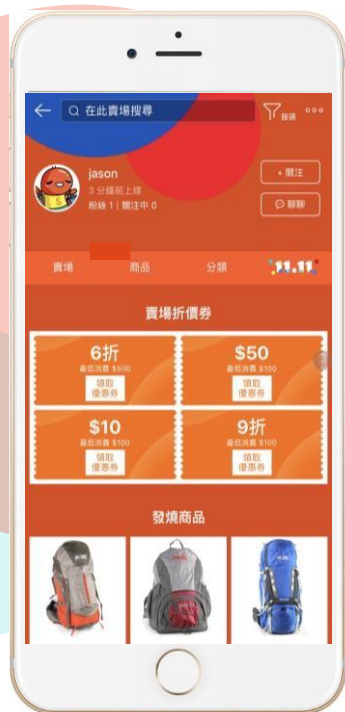 在此賣場搜尋
篩選
jason
3 分鐘前上線
粉絲 1 | 關注中 0
+ 關注
聊聊
賣場
商品
分類
11.11
賣場折價券
6折
最低消費 $500
領取
優惠券
$50
最低消費 $100
領取
優惠券
$10
最低消費 $100
領取
優惠券
9折
最低消費 $100
領取
優惠券
發燒商品